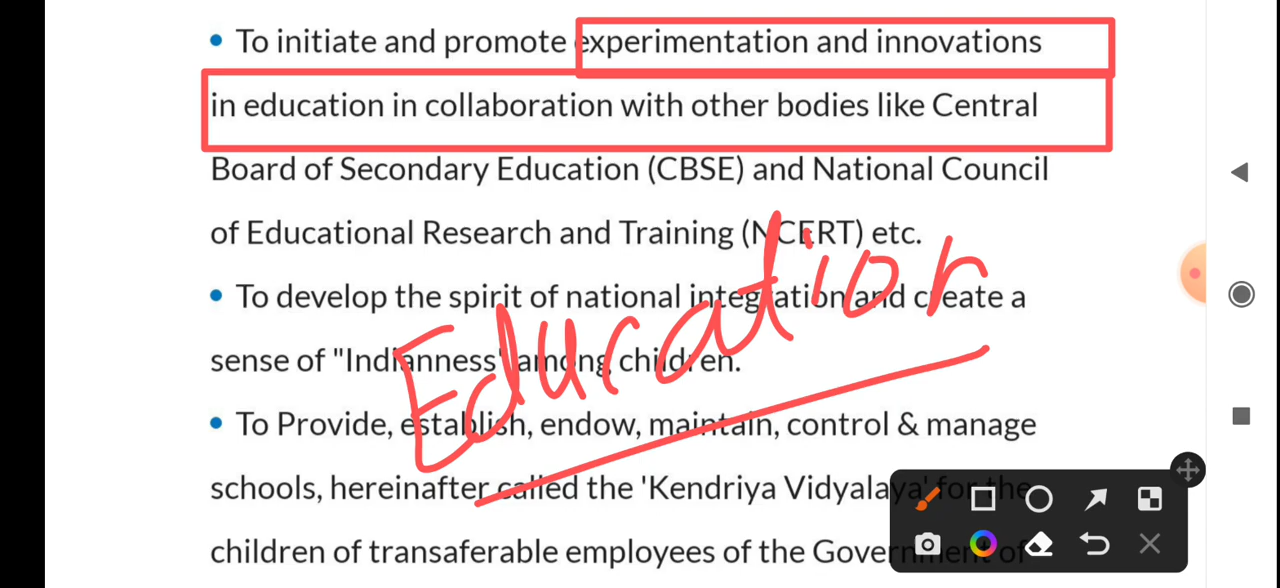 • To initiate and promote experimentation and innovations
in education in collaboration with other bodies like Central
Board of Secondary Education (CBSE) and National Council
of Educational Research and Training (NCERT) etc.
• To develop the spirit of national integration and create a
sense of "Indianness" among children.
• To Provide, establish, endow, maintain, control & manage
schools, hereinafter called the 'Kendriya Vidyalaya' for the
children of transaferable employees of the Government of
Education